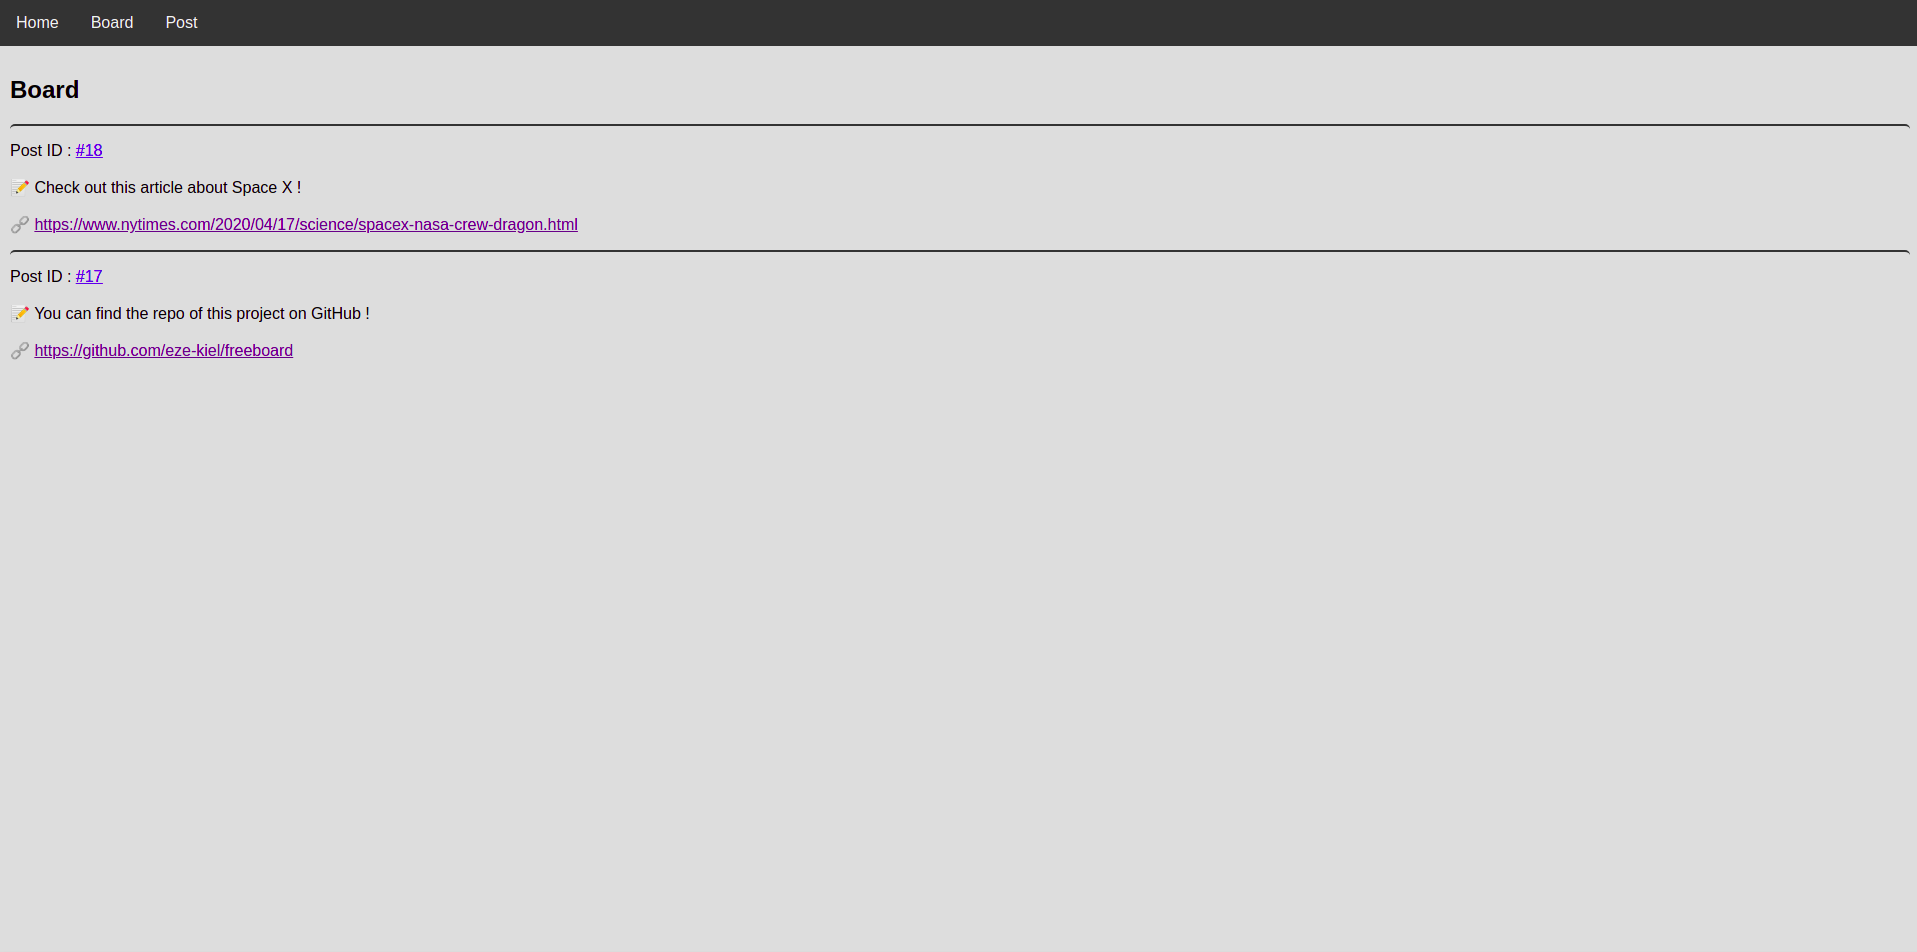 Home Board Post
Board
Post ID : #18
📝 Check out this article about Space X !
🔗 https://www.nytimes.com/2020/04/17/science/spacex-nasa-crew-dragon.html
Post ID : #17
📝 You can find the repo of this project on GitHub !
🔗 https://github.com/eze-kiel/freeboard